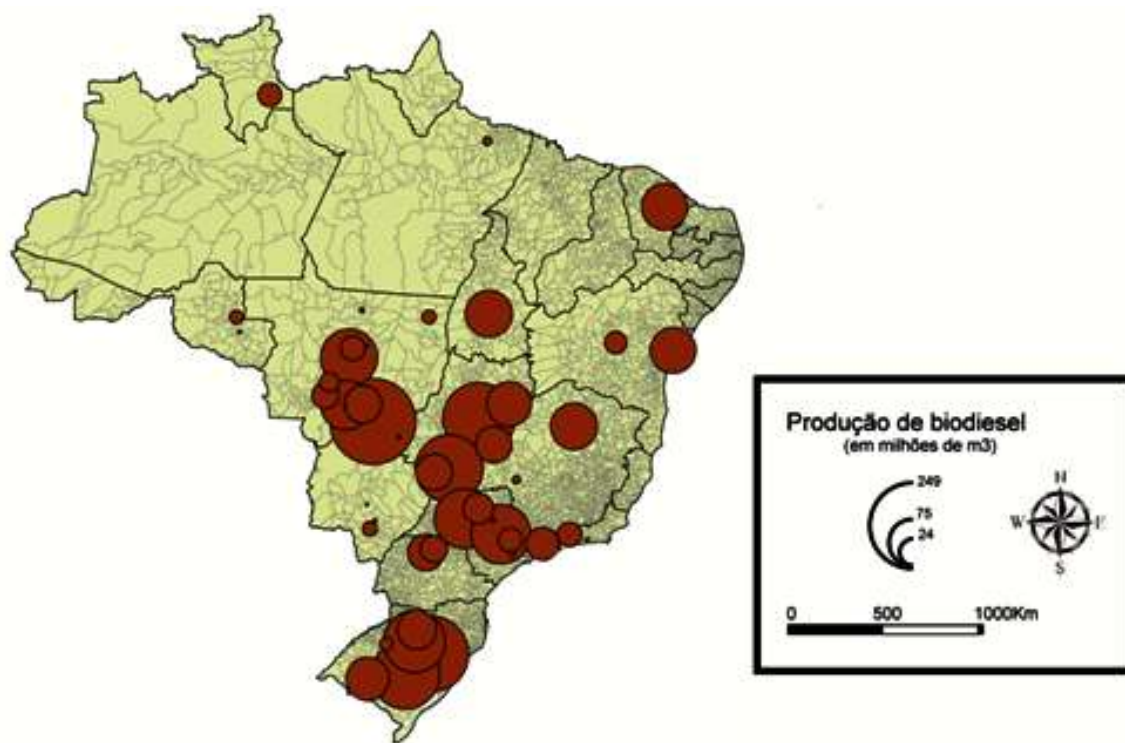 Produção de biodiesel
(em milhões de m3)
249
75
24
N
W E
S
0 500 1000Km